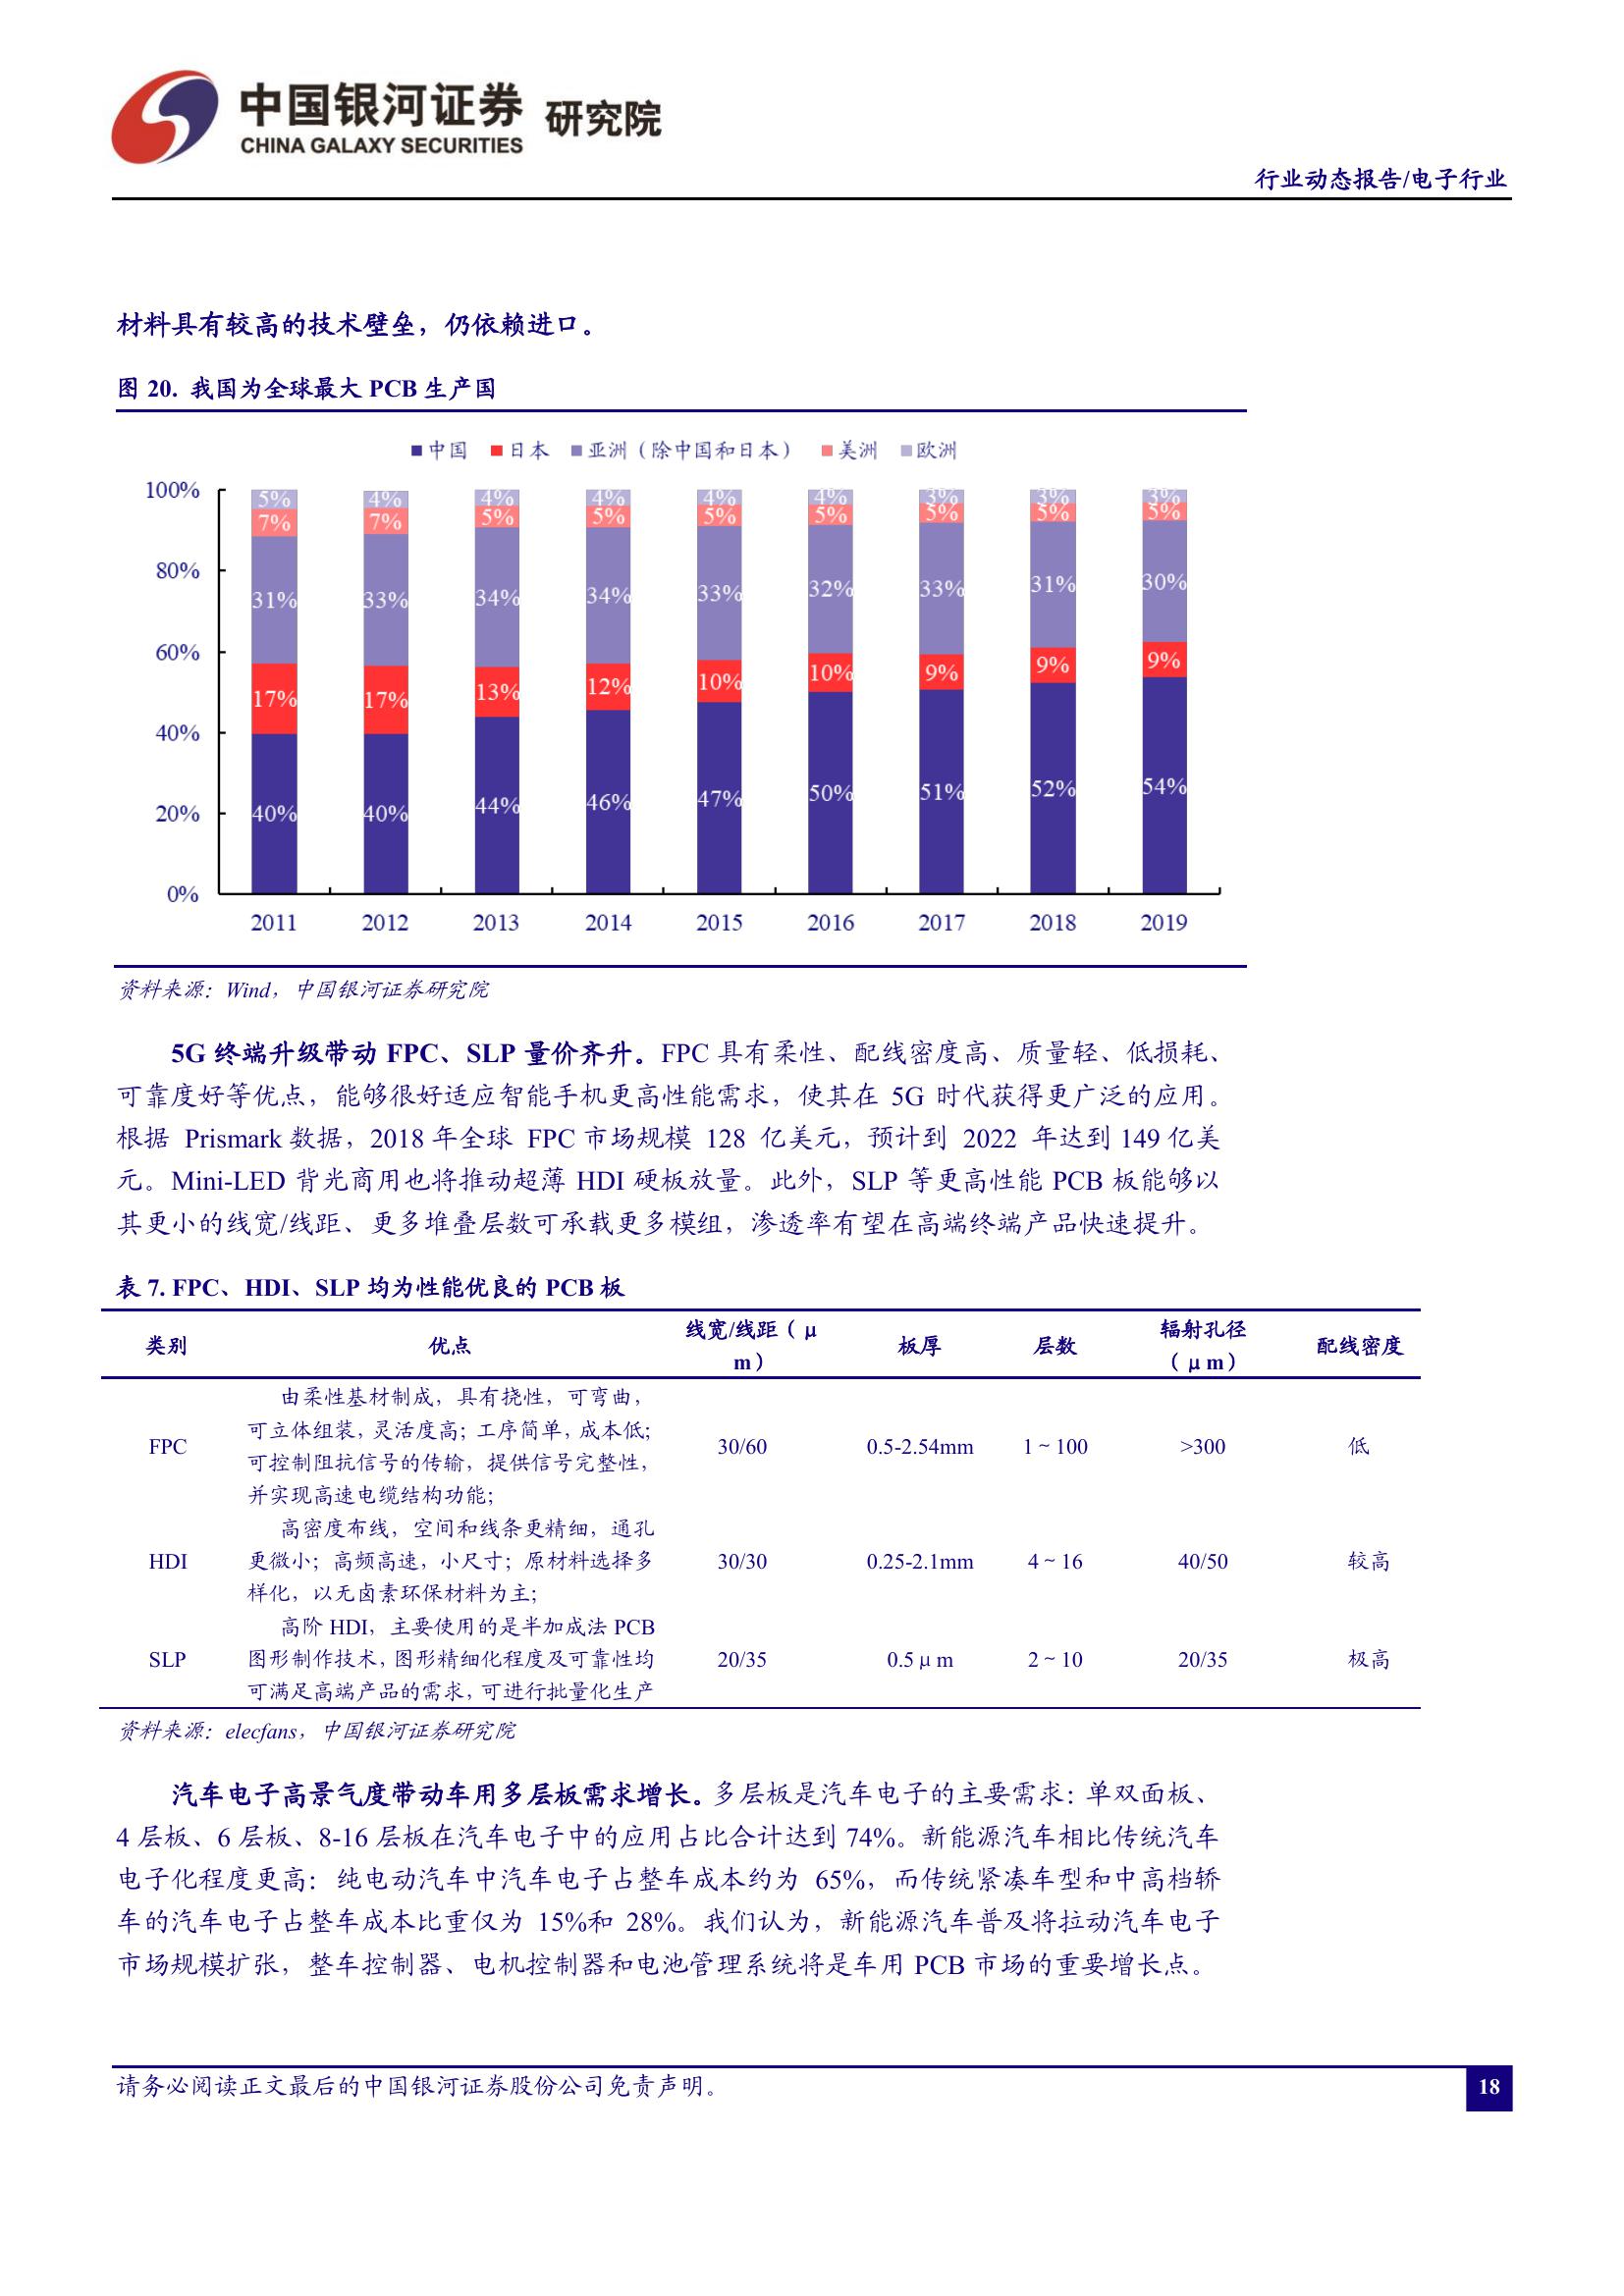 中国银河证券 研究院
CHINA GALAXY SECURITIES
行业动态报告/电子行业
材料具有较高的技术壁垒，仍依赖进口。
图 20. 我国为全球最大 PCB 生产国
中国 日本 亚洲（除中国和日本） 美洲 欧洲
100%
80%
60%
40%
20%
0%
5% 4% 4% 4% 4% 4% 3% 3% 3%
7% 7% 5% 5% 5% 5% 5% 5% 5%
31% 33% 34% 34% 33% 32% 33% 31% 30%
17% 17% 13% 12% 10% 10% 9% 9% 9%
40% 40% 44% 46% 47% 50% 51% 52% 54%
2011 2012 2013 2014 2015 2016 2017 2018 2019
资料来源：Wind，中国银河证券研究院
5G 终端升级带动 FPC、SLP 量价齐升。FPC 具有柔性、配线密度高、质量轻、低损耗、
可靠度好等优点，能够很好适应智能手机更高性能需求，使其在 5G 时代获得更广泛的应用。
根据 Prismark 数据，2018 年全球 FPC 市场规模 128 亿美元，预计到 2022 年达到 149 亿美
元。Mini-LED 背光商用也将推动超薄 HDI 硬板放量。此外，SLP 等更高性能 PCB 板能够以
其更小的线宽/线距、更多堆叠层数可承载更多模组，渗透率有望在高端终端产品快速提升。
表 7. FPC、HDI、SLP 均为性能优良的 PCB 板
类别 优点 线宽/线距（μ 板厚 层数 辐射孔径 配线密度
m） （μm）
由柔性基材制成，具有挠性，可弯曲，
可立体组装，灵活度高；工序简单，成本低；
FPC 30/60 0.5-2.54mm 1~100 >300 低
可控制阻抗信号的传输，提供信号完整性，
并实现高速电缆结构功能；
高密度布线，空间和线条更精细，通孔
HDI 更微小；高频高速，小尺寸；原材料选择多 30/30 0.25-2.1mm 4~16 40/50 较高
样化，以无卤素环保材料为主；
高阶 HDI，主要使用的是半加成法 PCB
SLP 图形制作技术，图形精细化程度及可靠性均 20/35 0.5μm 2~10 20/35 极高
可满足高端产品的需求，可进行批量化生产
资料来源：elecfans，中国银河证券研究院
汽车电子高景气度带动车用多层板需求增长。多层板是汽车电子的主要需求：单双面板、
4 层板、6 层板、8-16 层板在汽车电子中的应用占比合计达到 74%。新能源汽车相比传统汽车
电子化程度更高：纯电动汽车中汽车电子占整车成本约为 65%，而传统紧凑车型和中高档轿
车的汽车电子占整车成本比重仅为 15%和 28%。我们认为，新能源汽车普及将拉动汽车电子
市场规模扩张，整车控制器、电机控制器和电池管理系统将是车用 PCB 市场的重要增长点。
请务必阅读正文最后的中国银河证券股份公司免责声明。
18